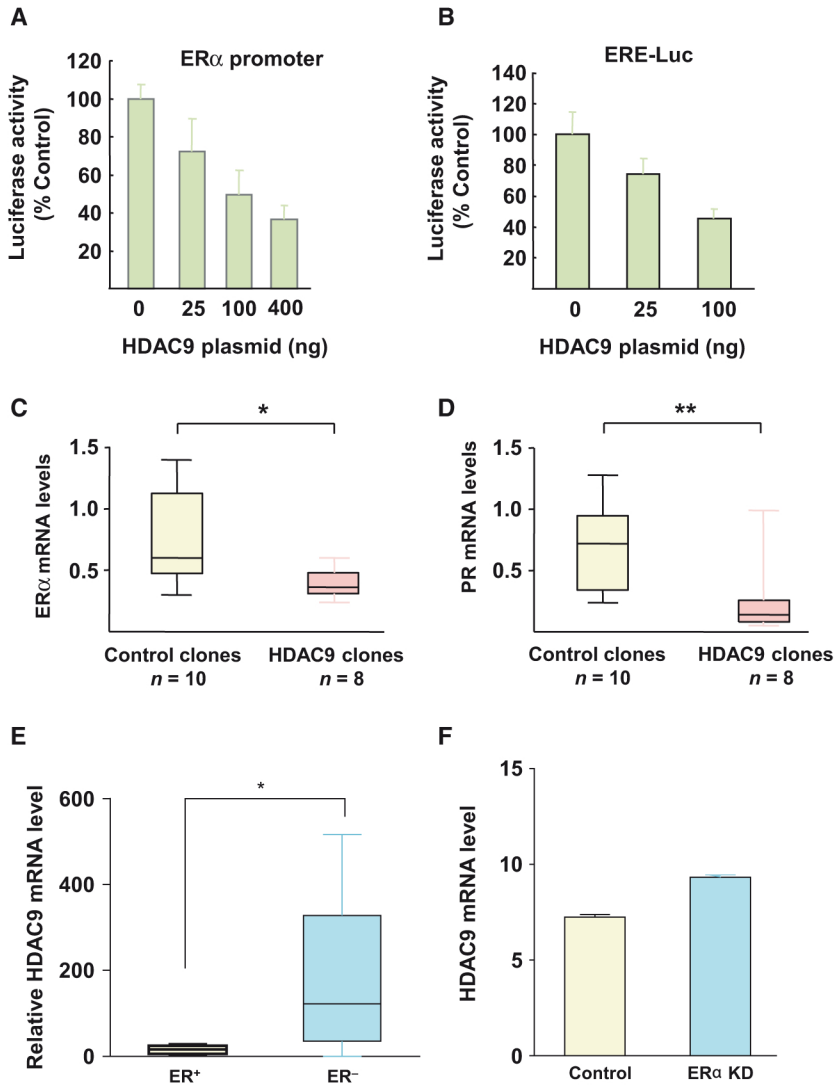 A
ERα promoter
Luciferase activity
(% Control)
120
100
80
60
40
20
0
25
100
400
HDAC9 plasmid (ng)
B
ERE-Luc
Luciferase activity
(% Control)
140
120
100
80
60
40
20
0
25
100
HDAC9 plasmid (ng)
C
*
ERα mRNA levels
1.5
1.0
0.5
Control clones
n = 10
HDAC9 clones
n = 8
D
**
PR mRNA levels
1.5
1.0
0.5
Control clones
n = 10
HDAC9 clones
n = 8
E
*
Relative HDAC9 mRNA level
600
400
200
0
ER⁺
ER⁻
F
HDAC9 mRNA level
15
10
5
0
Control
ERα KD